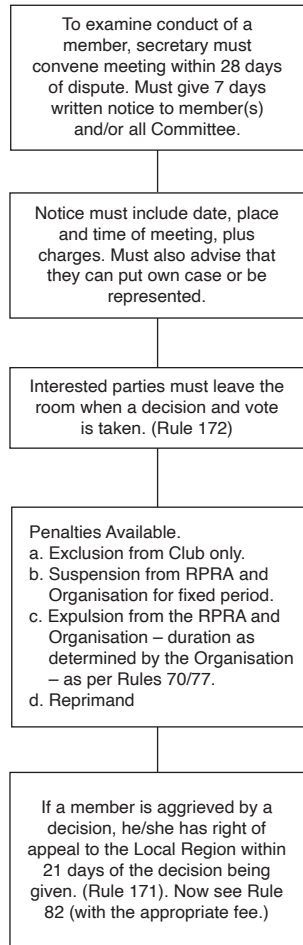 To examine conduct of a
member, secretary must
convene meeting within 28 days
of dispute. Must give 7 days
written notice to member(s)
and/or all Committee.
Notice must include date, place
and time of meeting, plus
charges. Must also advise that
they can put own case or be
represented.
Interested parties must leave the
room when a decision and vote
is taken. (Rule 172)
Penalties Available.
a. Exclusion from Club only.
b. Suspension from RPRA and
Organisation for fixed period.
c. Expulsion from the RPRA and
Organisation – duration as
determined by the Organisation
– as per Rules 70/77.
d. Reprimand
If a member is aggrieved by a
decision, he/she has right of
appeal to the Local Region within
21 days of the decision being
given. (Rule 171). Now see Rule
82 (with the appropriate fee.)